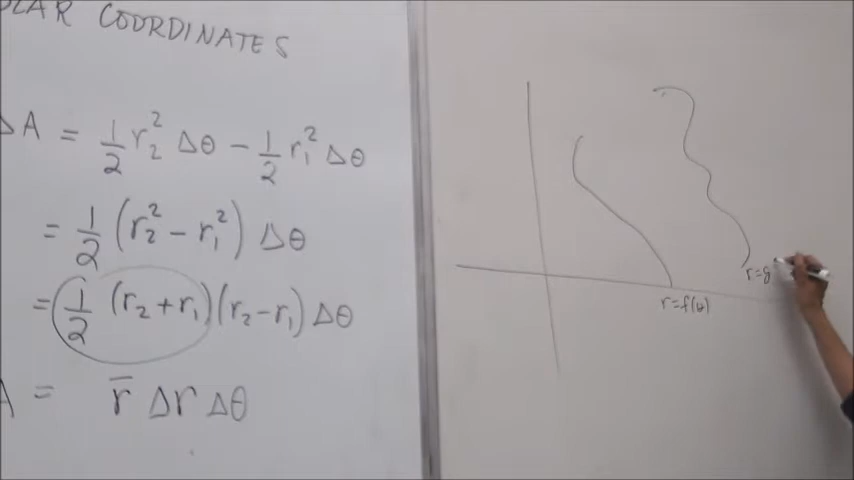 COORDINATES
ΔA = 1/2 r₂² Δθ - 1/2 r₁² Δθ
= 1/2 (r₂² - r₁²) Δθ
= 1/2 (r₂ + r₁)(r₂ - r₁) Δθ
= r̅ Δr Δθ
r=f(θ)
r=g